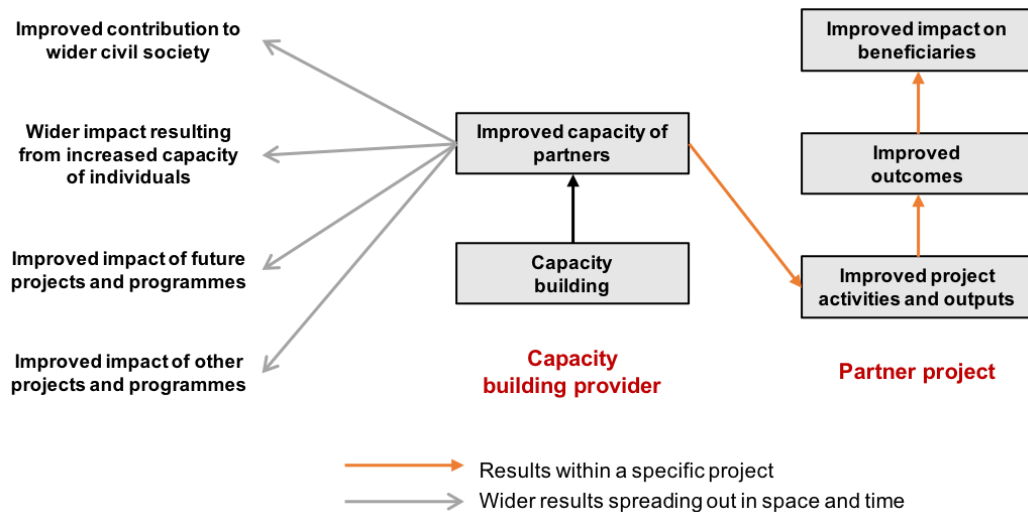 Improved contribution to
wider civil society
Wider impact resulting
from increased capacity
of individuals
Improved impact of future
projects and programmes
Improved impact of other
projects and programmes
Improved capacity of
partners
Capacity
building
Capacity
building provider
Improved impact on
beneficiaries
Improved
outcomes
Improved project
activities and outputs
Partner project
Results within a specific project
Wider results spreading out in space and time